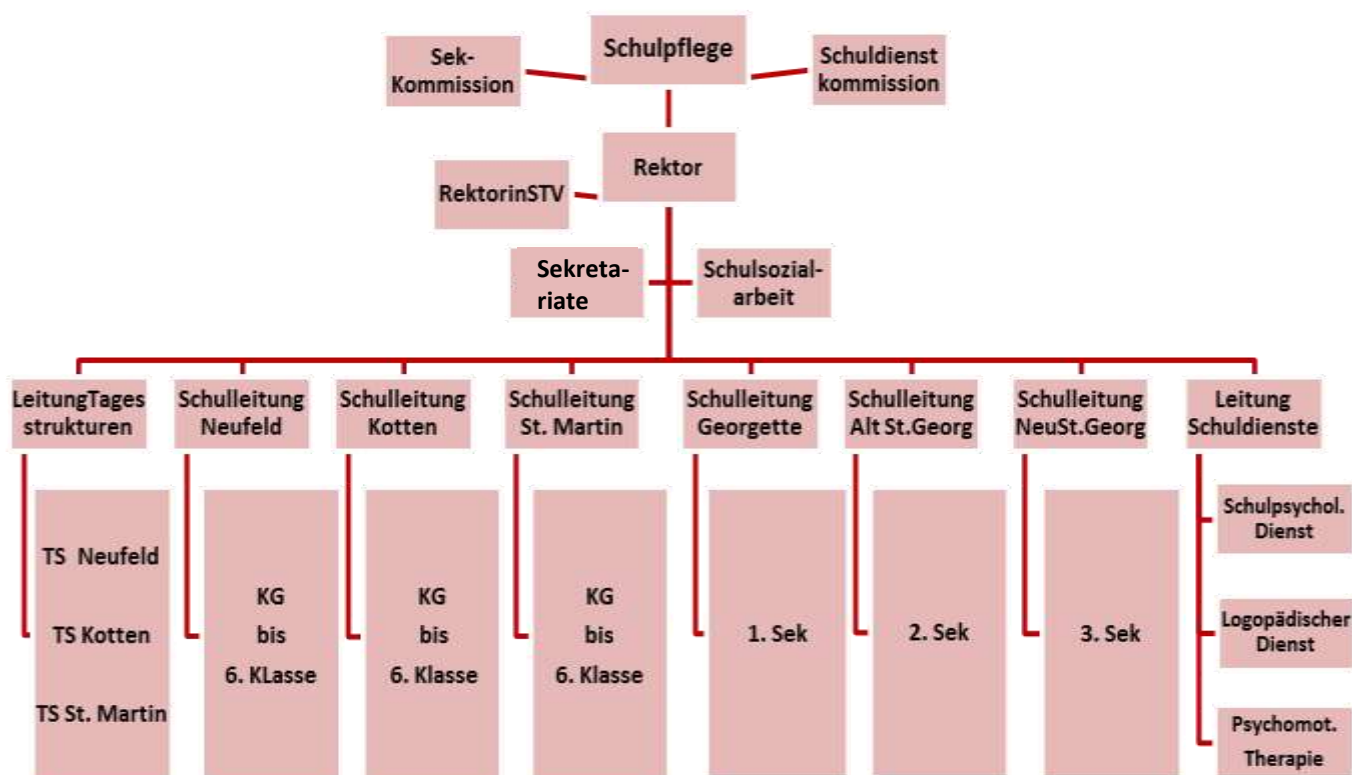 Schulpflege
Sek-
Kommission
Schuldienst
kommission
Rektor
RektorinSTV
Sekreta-
riate
Schulsozial-
arbeit
LeitungTages
strukturen
Schulleitung
Neufeld
Schulleitung
Kotten
Schulleitung
St. Martin
Schulleitung
Georgette
Schulleitung
Alt St.Georg
Schulleitung
NeuSt.Georg
Leitung
Schuldienste
TS Neufeld
TS Kotten
TS St. Martin
KG
bis
6. KLasse
KG
bis
6. Klasse
KG
bis
6. Klasse
1. Sek
2. Sek
3. Sek
Schulpsychol.
Dienst
Logopädischer
Dienst
Psychomot.
Therapie